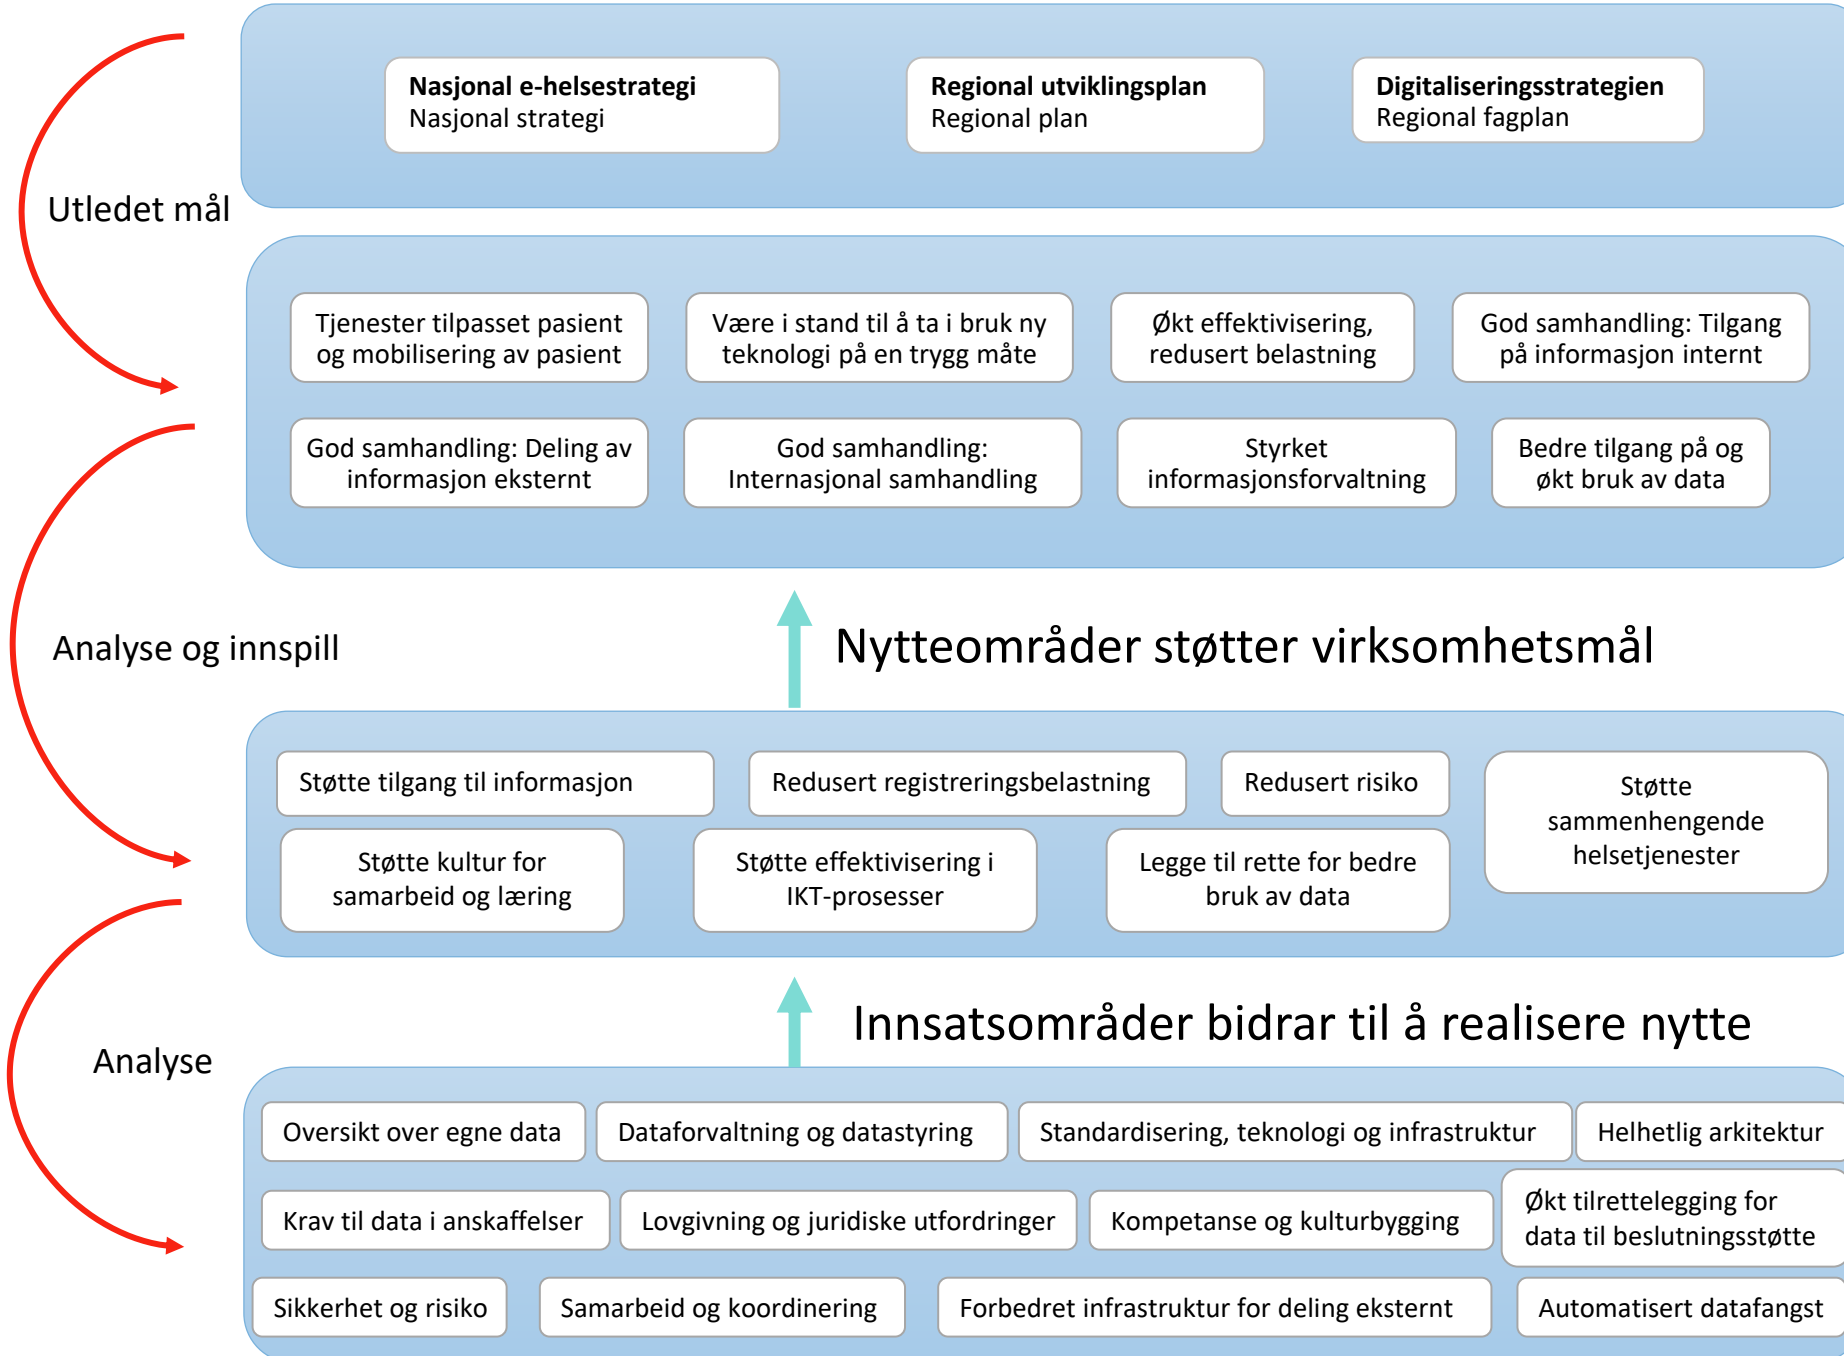 Nasjonal e-helsestrategi
Nasjonal strategi
Regional utviklingsplan
Regional plan
Digitaliseringsstrategien
Regional fagplan
Utledet mål
Tjenester tilpasset pasient
og mobilisering av pasient
Være i stand til å ta i bruk ny
teknologi på en trygg måte
Økt effektivisering,
redusert belastning
God samhandling: Tilgang
på informasjon internt
God samhandling: Deling av
informasjon eksternt
God samhandling:
Internasjonal samhandling
Styrket
informasjonsforvaltning
Bedre tilgang på og
økt bruk av data
Analyse og innspill
Nytteområder støtter virksomhetsmål
Støtte tilgang til informasjon
Redusert registreringsbelastning
Redusert risiko
Støtte
sammenhengende
helsetjenester
Støtte kultur for
samarbeid og læring
Støtte effektivisering i
IKT-prosesser
Legge til rette for bedre
bruk av data
Innsatsområder bidrar til å realisere nytte
Analyse
Oversikt over egne data
Dataforvaltning og datastyring
Standardisering, teknologi og infrastruktur
Helhetlig arkitektur
Krav til data i anskaffelser
Lovgivning og juridiske utfordringer
Kompetanse og kulturbygging
Økt tilrettelegging for
data til beslutningsstøtte
Sikkerhet og risiko
Samarbeid og koordinering
Forbedret infrastruktur for deling eksternt
Automatisert datafangst